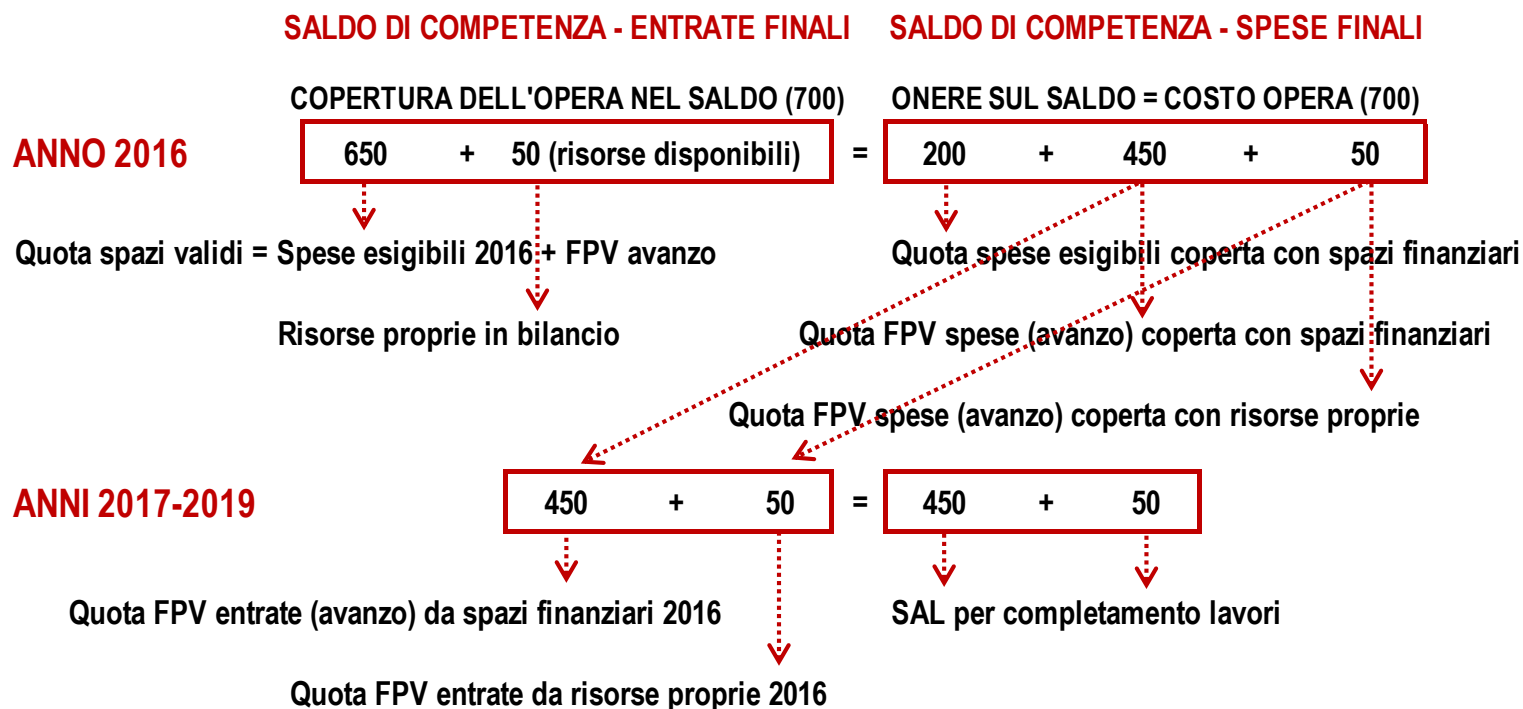 SALDO DI COMPETENZA - ENTRATE FINALI SALDO DI COMPETENZA - SPESE FINALI
COPERTURA DELL'OPERA NEL SALDO (700) ONERE SUL SALDO = COSTO OPERA (700)
ANNO 2016 650 + 50 (risorse disponibili) = 200 + 450 + 50
Quota spazi validi = Spese esigibili 2016 + FPV avanzo Quota spese esigibili coperta con spazi finanziari
Risorse proprie in bilancio Quota FPV spese (avanzo) coperta con spazi finanziari
Quota FPV spese (avanzo) coperta con risorse proprie
ANNI 2017-2019 450 + 50 = 450 + 50
Quota FPV entrate (avanzo) da spazi finanziari 2016 SAL per completamento lavori
Quota FPV entrate da risorse proprie 2016